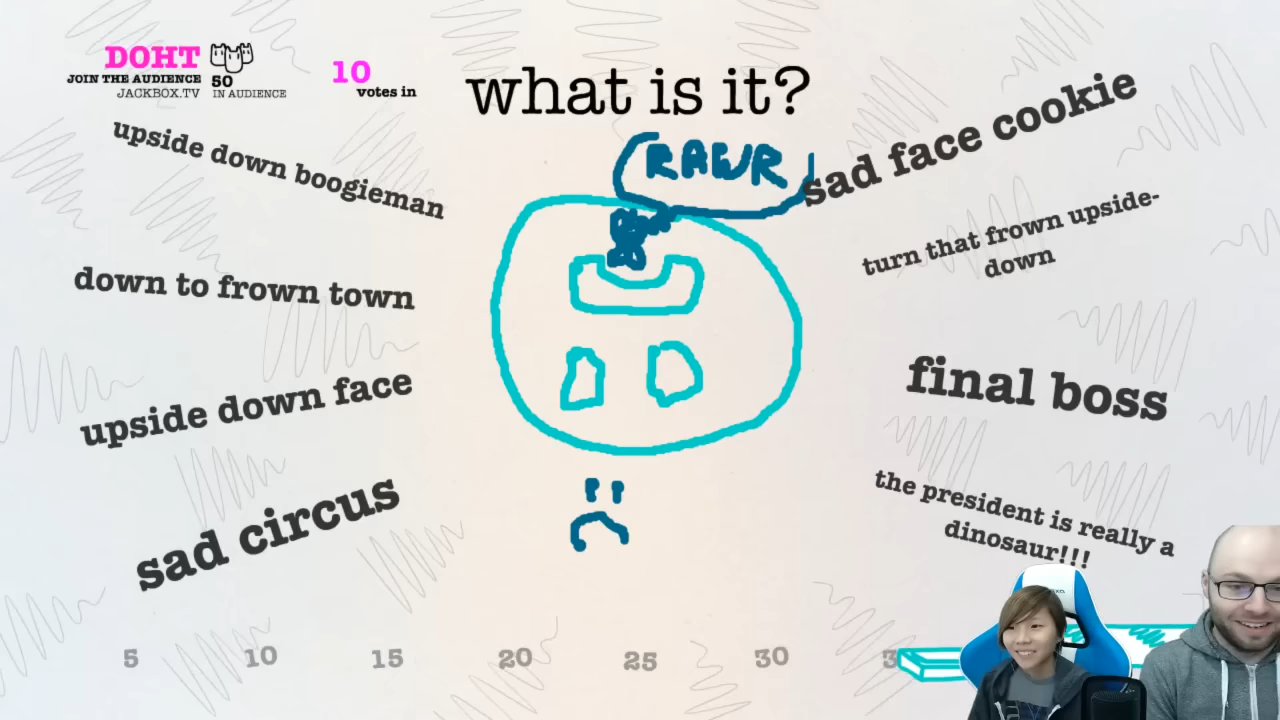 DOHT
JOIN THE AUDIENCE
JACKBOX.TV
50
IN AUDIENCE
10
votes in
what is it?
RAWR
upside down boogieman
down to frown town
upside down face
sad circus
sad face cookie
turn that frown upside-
down
final boss
the president is really a
dinosaur!!!
5 10 15 20 25 30